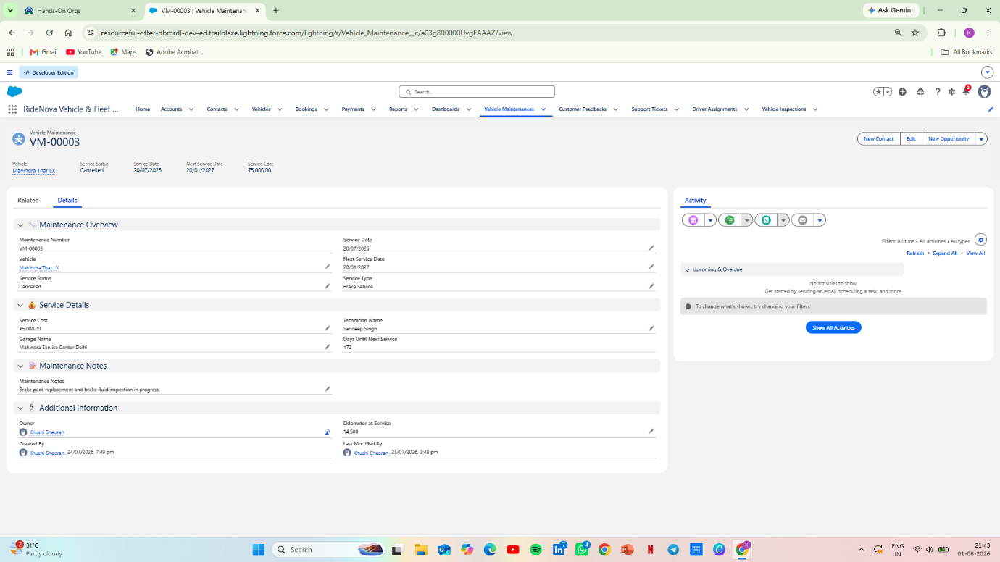 Hands-On Orgs
VM-00003 | Vehicle Maintenanc
Ask Gemini
resourceful-otter-dbmrdl-dev-ed.trailblaze.lightning.force.com/lightning/r/Vehicle_Maintenance__c/a03g800000UvgEAAAZ/view
K
Gmail
YouTube
Maps
Adobe Acrobat
All Bookmarks
Developer Edition
Search...
2
RideNova Vehicle & Fleet ...
Home
Accounts
Contacts
Vehicles
Bookings
Payments
Reports
Dashboards
Vehicle Maintenances
Customer Feedbacks
Support Tickets
Driver Assignments
Vehicle Inspections
Vehicle Maintenance
VM-00003
New Contact
Edit
New Opportunity
Vehicle
Service Status
Service Date
Next Service Date
Service Cost
Mahindra Thar LX
Cancelled
20/07/2026
20/01/2027
₹5,000.00
Related
Details
Maintenance Overview
Maintenance Number
VM-00003
Service Date
20/07/2026
Vehicle
Mahindra Thar LX
Next Service Date
20/01/2027
Service Status
Cancelled
Service Type
Brake Service
Service Details
Service Cost
₹5,000.00
Technician Name
Sandeep Singh
Garage Name
Mahindra Service Center Delhi
Days Until Next Service
172
Maintenance Notes
Maintenance Notes
Brake pads replacement and brake fluid inspection in progress.
Additional Information
Owner
Khushi Sheoran
Odometer at Service
14,500
Created By
Khushi Sheoran, 24/07/2026, 7:49 pm
Last Modified By
Khushi Sheoran, 25/07/2026, 3:48 pm
Activity
Filters: All time • All activities • All types
Refresh • Expand All • View All
Upcoming & Overdue
No activities to show.
Get started by sending an email, scheduling a task, and more.
To change what's shown, try changing your filters.
Show All Activities
2
31°C
Partly cloudy
Search
7
4
K
ENG
IN
21:43
01-08-2026